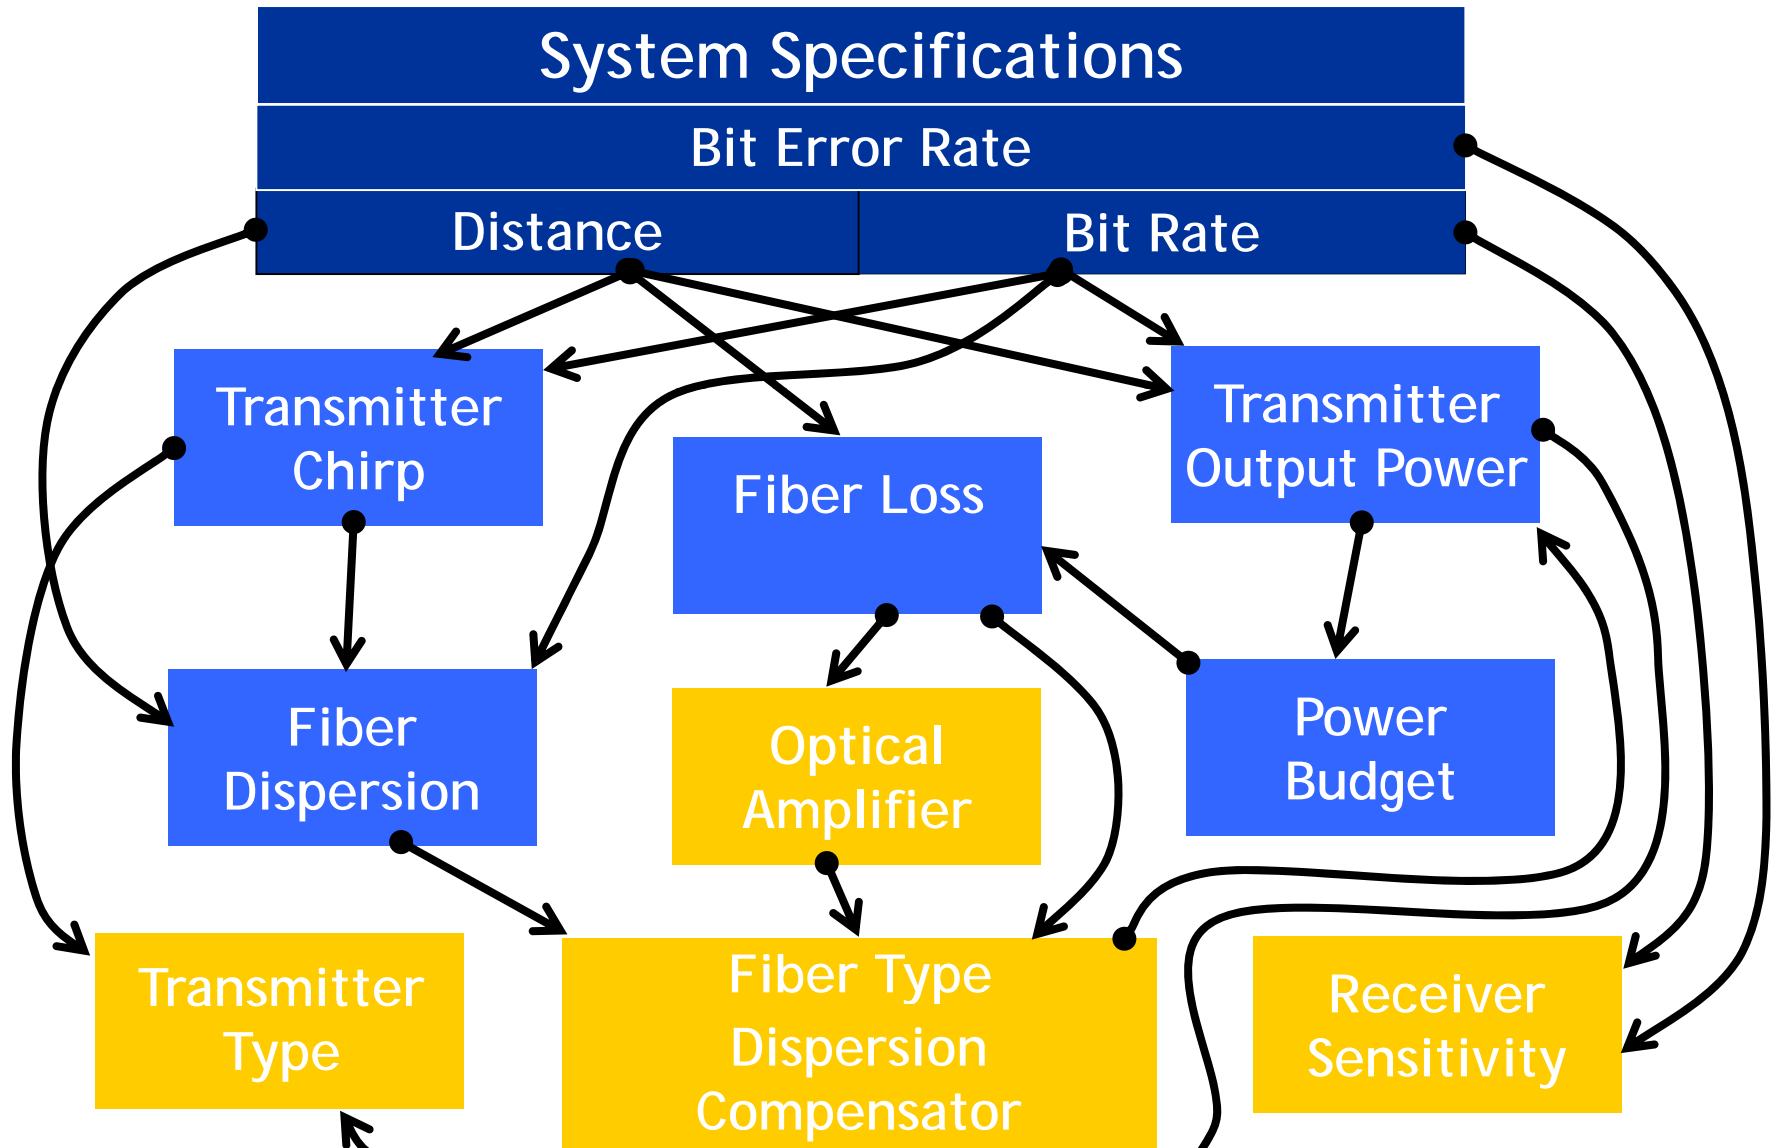 System Specifications
Bit Error Rate
Distance
Bit Rate
Transmitter
Chirp
Fiber Loss
Transmitter
Output Power
Fiber
Dispersion
Optical
Amplifier
Power
Budget
Transmitter
Type
Fiber Type
Dispersion
Compensator
Receiver
Sensitivity